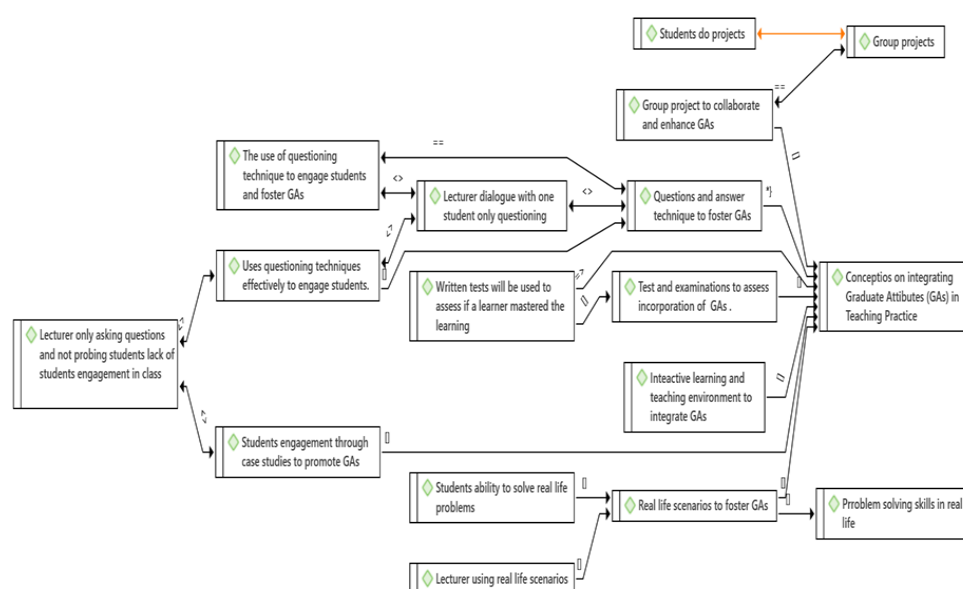 Students do projects
Group projects
==
Group project to collaborate
and enhance GAs
[]
The use of questioning
technique to engage students
and foster GAs
==
<>
Lecturer dialogue with one
student only questioning
<>
Questions and answer
technique to foster GAs
*}
<>
Uses questioning techniques
effectively to engage students.
[]
Written tests will be used to
assess if a learner mastered the
learning
[]
Test and examinations to assess
incorporation of GAs .
[]
Conceptios on integrating
Graduate Attibutes (GAs) in
Teaching Practice
<>
Lecturer only asking questions
and not probing students lack of
students engagement in class
<>
Inteactive learning and
teaching environment to
integrate GAs
[]
Students engagement through
case studies to promote GAs
[]
Students ability to solve real life
problems
[]
Real life scenarios to foster GAs
[]
[]
Prroblem solving skills in real
life
Lecturer using real life scenarios
[]